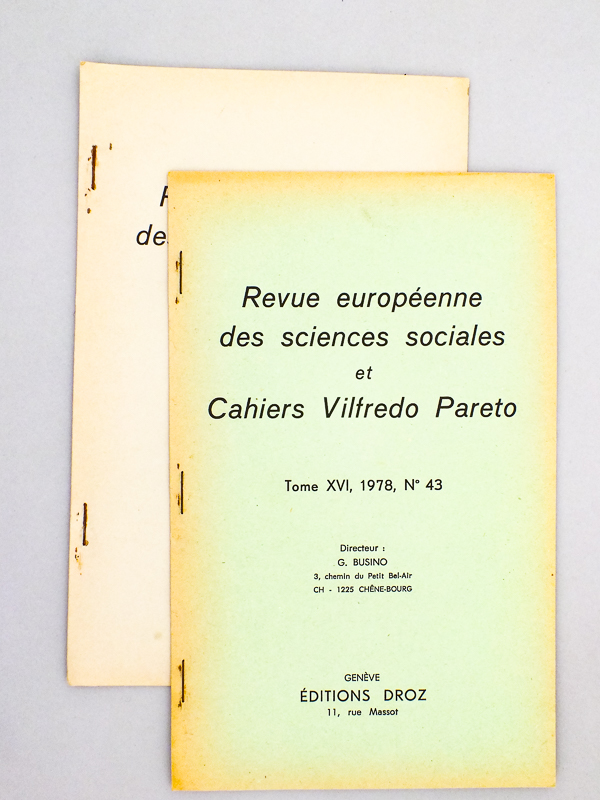 de
Revue européenne
des sciences sociales
et
Cahiers Vilfredo Pareto
Tome XVI, 1978, N° 43
Directeur :
G. BUSINO
3, chemin du Petit Bel-Air
CH - 1225 CHÊNE-BOURG
GENÈVE
ÉDITIONS DROZ
11, rue Massot